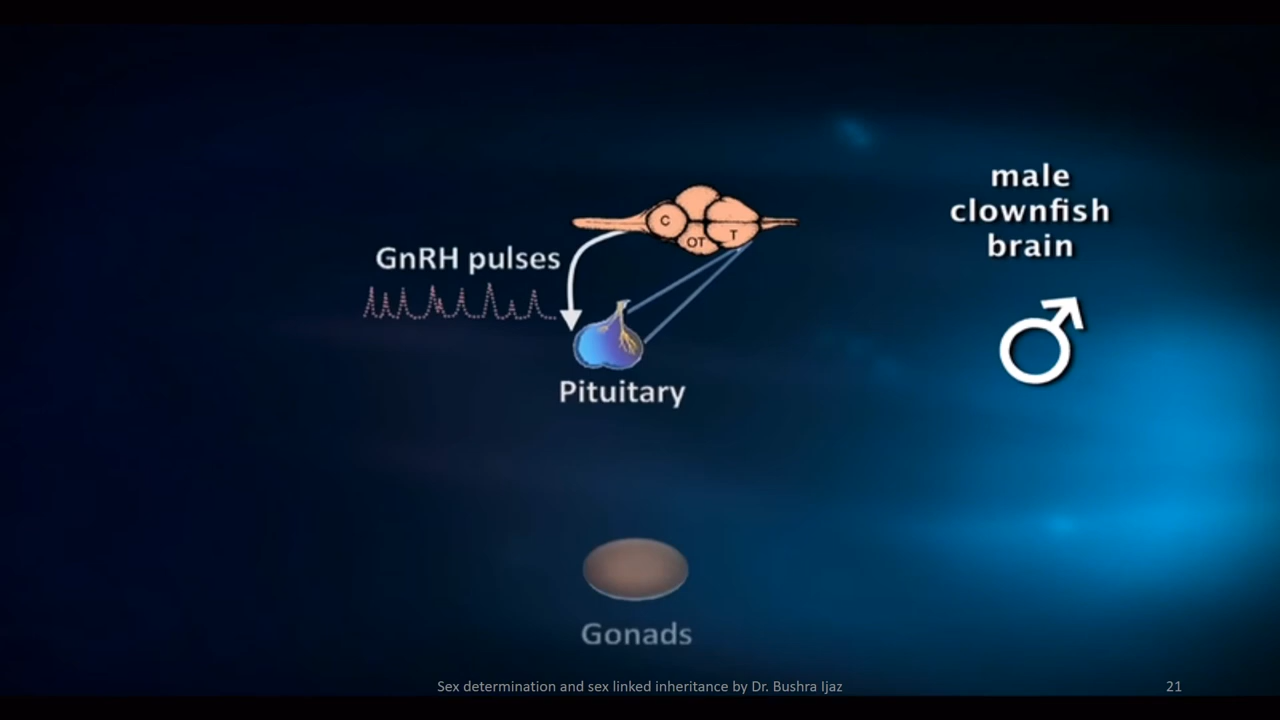 male
clownfish
brain
C
OT
T
GnRH pulses
Pituitary
Gonads
Sex determination and sex linked inheritance by Dr. Bushra Ijaz
21